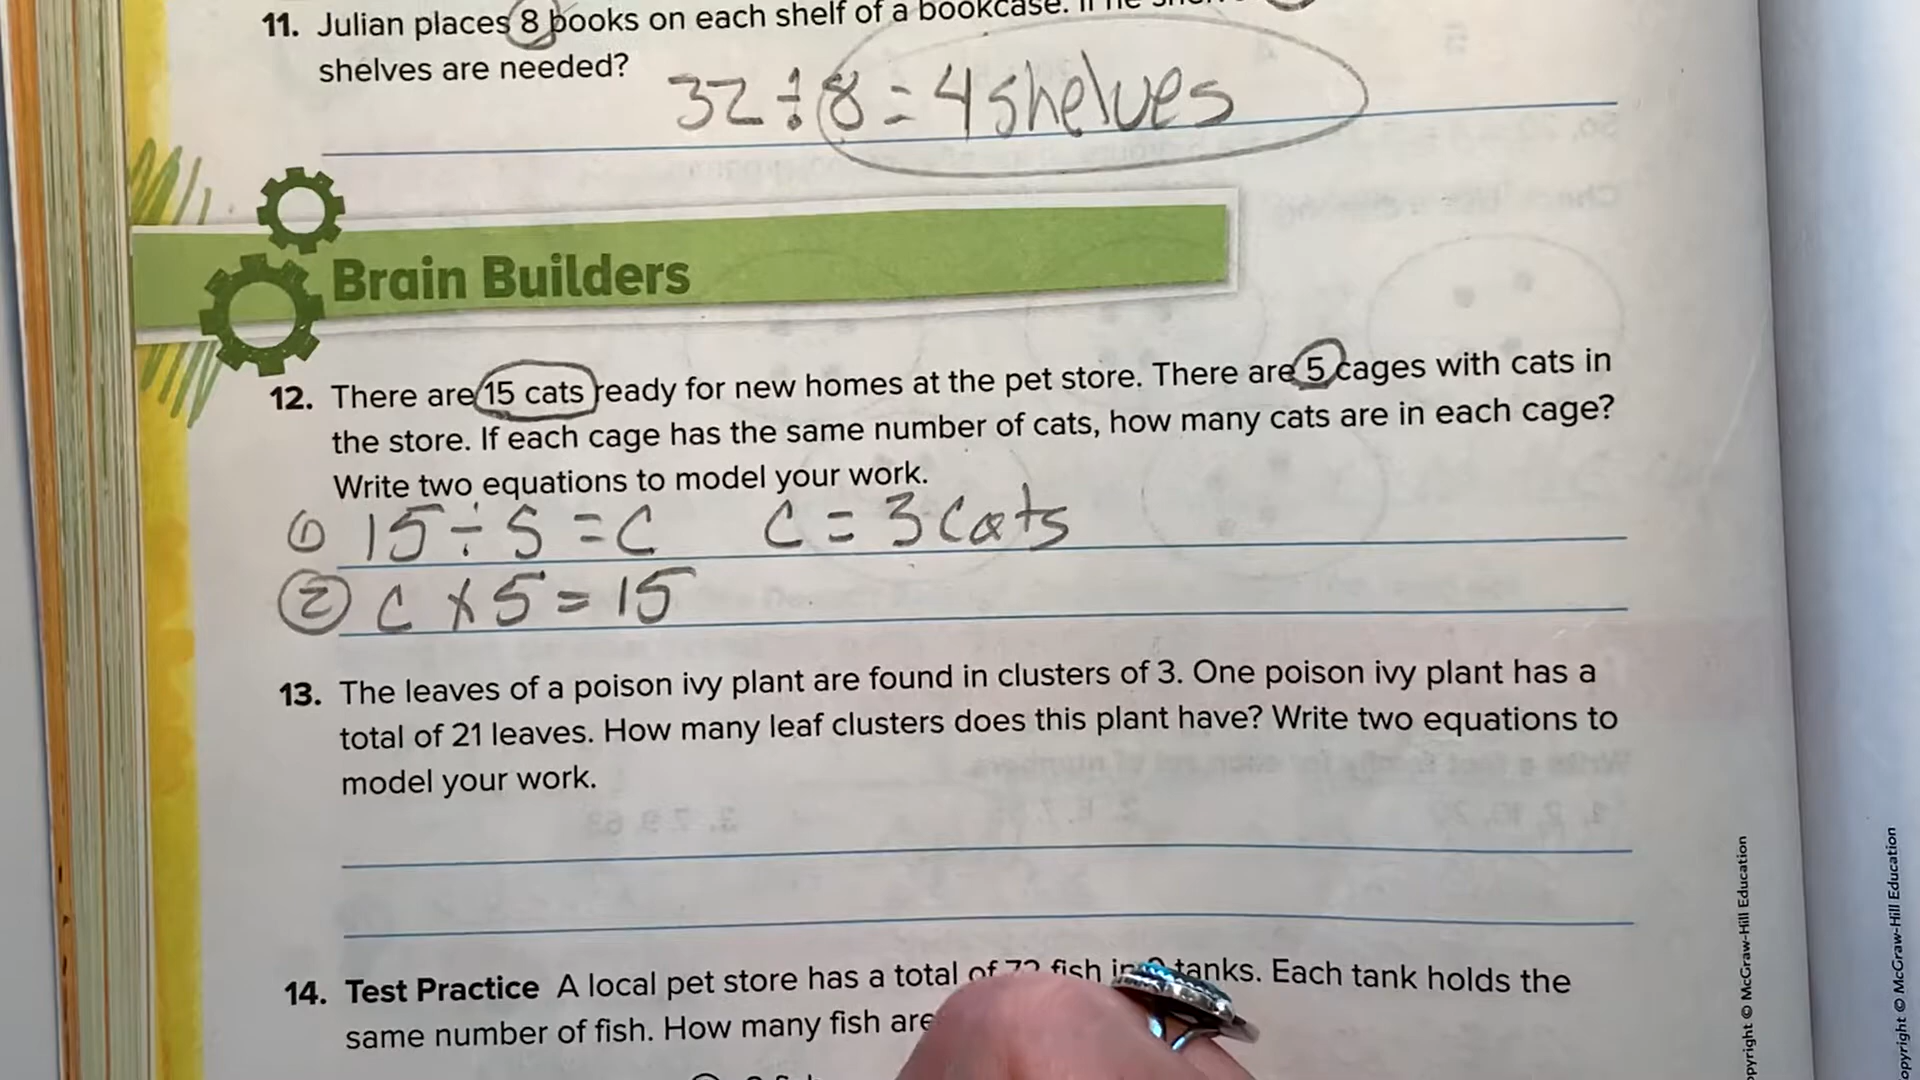 11. Julian places 8 books on each shelf of a bookcase. If he
shelves are needed?
32 ÷ 8 = 4 shelves
Brain Builders
12. There are 15 cats ready for new homes at the pet store. There are 5 cages with cats in
the store. If each cage has the same number of cats, how many cats are in each cage?
Write two equations to model your work.
① 15 ÷ 5 = C C = 3 cats
② C x 5 = 15
13. The leaves of a poison ivy plant are found in clusters of 3. One poison ivy plant has a
total of 21 leaves. How many leaf clusters does this plant have? Write two equations to
model your work.
14. Test Practice A local pet store has a total of fish in tanks. Each tank holds the
same number of fish. How many fish are
Copyright © McGraw-Hill Education
Copyright © McGraw-Hill Education